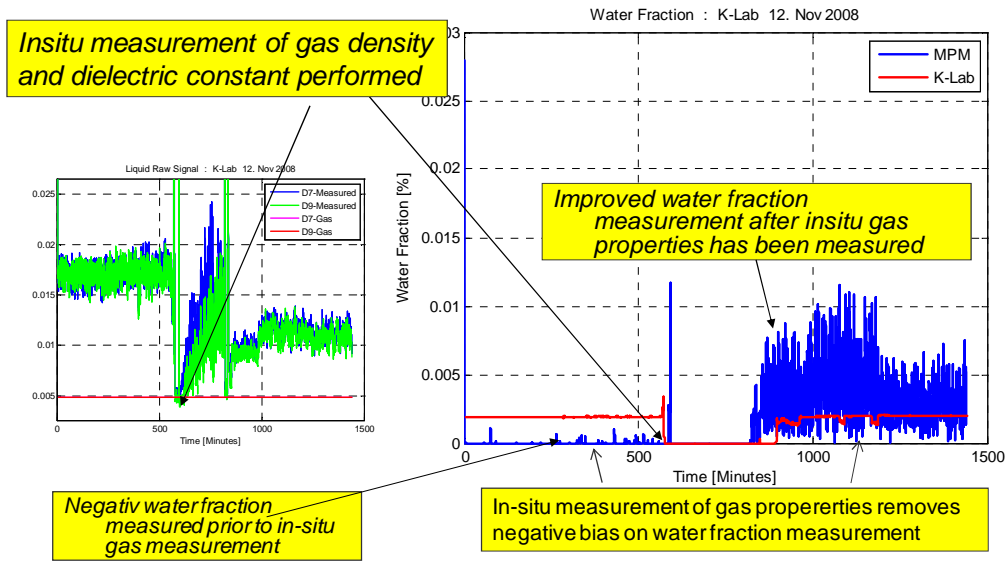 Insitu measurement of gas density
and dielectric constant performed
Water Fraction : K-Lab 12. Nov 2008
MPM
K-Lab
3
0.025
0.02
0.015
0.01
0.005
0
Water Fraction [%]
0
500
1000
1500
Time [Minutes]
Improved water fraction
measurement after insitu gas
properties has been measured
Liquid Raw Signal : K-Lab 12. Nov 2008
D7-Measured
D9-Measured
D7-Gas
D9-Gas
0.025
0.02
0.015
0.01
0.005
0
500
1000
1500
Time [Minutes]
Negativ water fraction
measured prior to in-situ
gas measurement
In-situ measurement of gas propererties removes
negative bias on water fraction measurement